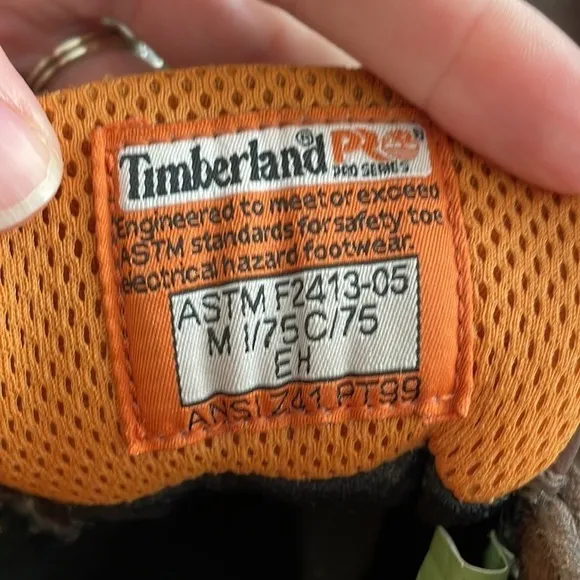 Timberland® PRO®
PRO SERIES
Engineered to meet or exceed
ASTM standards for safety toe
electrical hazard footwear.
ASTM F2413-05
M I/75 C/75
EH
ANSI Z41 PT99